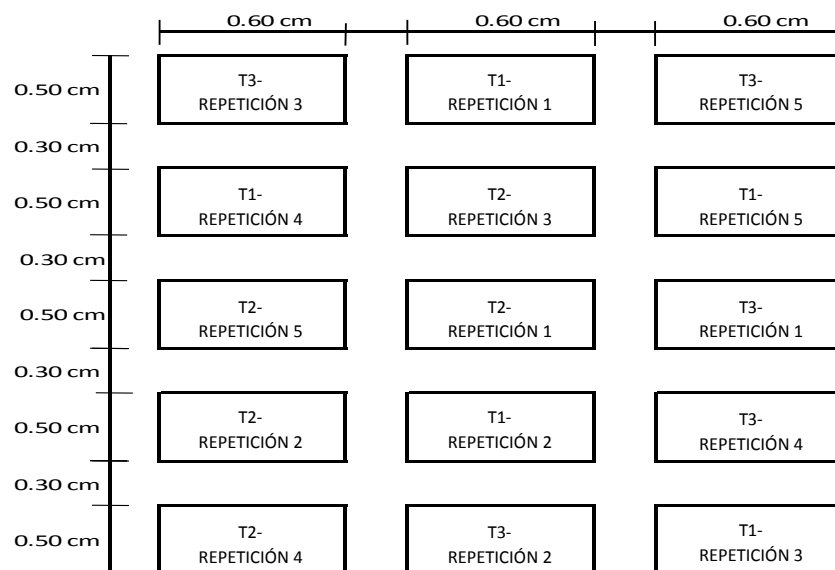 0.60 cm 0.60 cm 0.60 cm
0.50 cm
T3-
REPETICIÓN 3
T1-
REPETICIÓN 1
T3-
REPETICIÓN 5
0.30 cm
0.50 cm
T1-
REPETICIÓN 4
T2-
REPETICIÓN 3
T1-
REPETICIÓN 5
0.30 cm
0.50 cm
T2-
REPETICIÓN 5
T2-
REPETICIÓN 1
T3-
REPETICIÓN 1
0.30 cm
0.50 cm
T2-
REPETICIÓN 2
T1-
REPETICIÓN 2
T3-
REPETICIÓN 4
0.30 cm
0.50 cm
T2-
REPETICIÓN 4
T3-
REPETICIÓN 2
T1-
REPETICIÓN 3